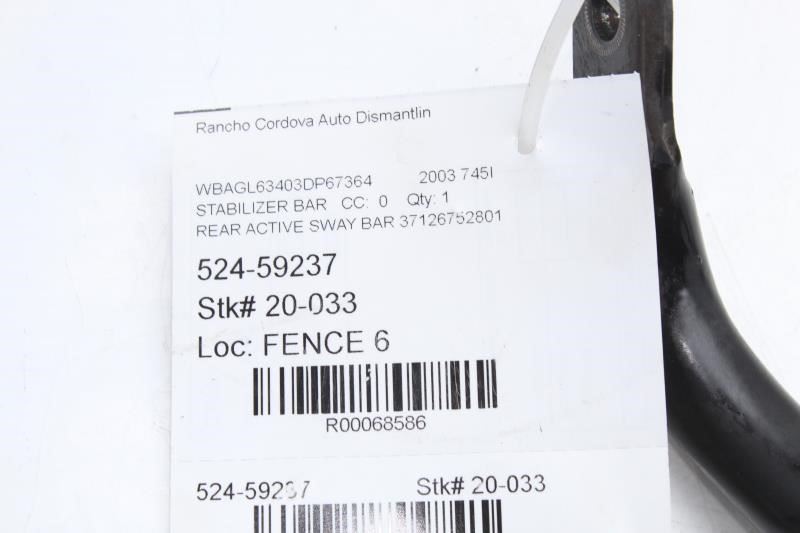 Rancho Cordova Auto Dismantlin
WBAGL63403DP67364 2003 745I
STABILIZER BAR CC: 0 Qty: 1
REAR ACTIVE SWAY BAR 37126752801
524-59237
Stk# 20-033
Loc: FENCE 6
R00068586
524-59237 Stk# 20-033